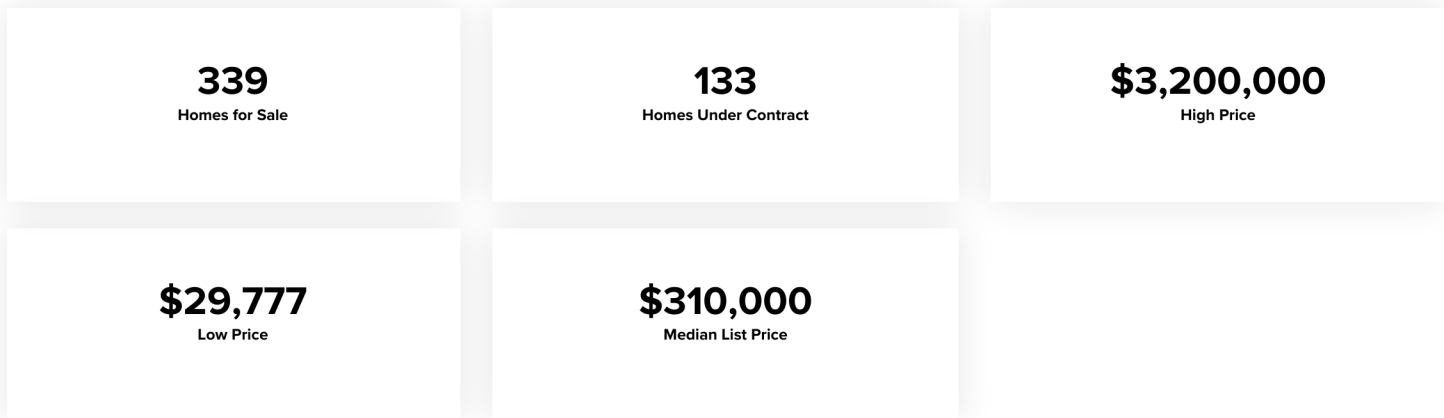 339
Homes for Sale
133
Homes Under Contract
$3,200,000
High Price
$29,777
Low Price
$310,000
Median List Price